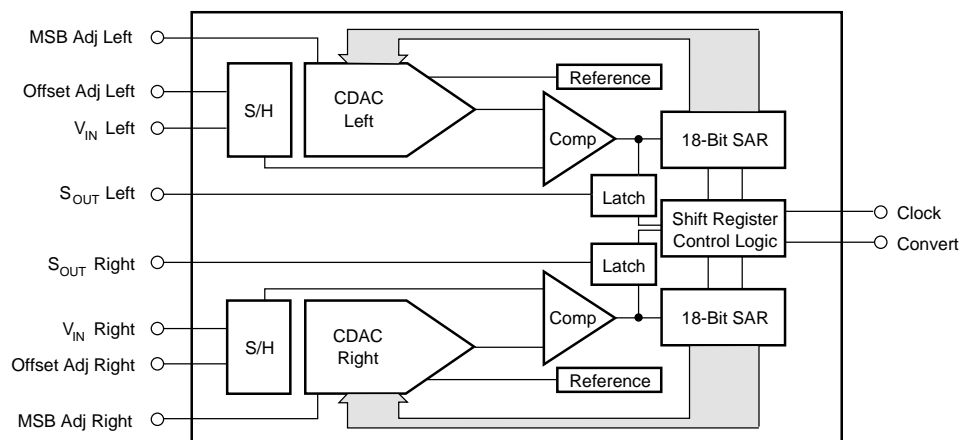 MSB Adj Left
Offset Adj Left
V_IN Left
S_OUT Left
S_OUT Right
V_IN Right
Offset Adj Right
MSB Adj Right
S/H
CDAC
Left
Reference
Comp
18-Bit SAR
Latch
Shift Register
Control Logic
Clock
Convert
Latch
S/H
CDAC
Right
Comp
18-Bit SAR
Reference